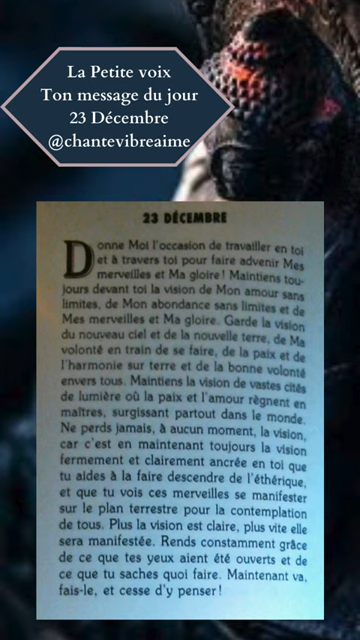 La Petite voix
Ton message du jour
23 Décembre
@chantevibreaime
23 DÉCEMBRE
Donne Moi l'occasion de travailler en toi
et à travers toi pour faire advenir Mes
merveilles et Ma gloire ! Maintiens tou-
jours devant toi la vision de Mon amour sans
limites, de Mon abondance sans limites et de
Mes merveilles et Ma gloire. Garde la vision
du nouveau ciel et de la nouvelle terre, de Ma
volonté en train de se faire, de la paix et de
l'harmonie sur terre et de la bonne volonté
envers tous. Maintiens la vision de vastes cités
de lumière où la paix et l'amour règnent en
maîtres, surgissant partout dans le monde.
Ne perds jamais, à aucun moment, la vision,
car c'est en maintenant toujours la vision
fermement et clairement ancrée en toi que
tu aides à la faire descendre de l'éthérique,
et que tu vois ces merveilles se manifester
sur le plan terrestre pour la contemplation
de tous. Plus la vision est claire, plus vite elle
sera manifestée. Rends constamment grâce
de ce que tes yeux aient été ouverts et de
ce que tu saches quoi faire. Maintenant va,
fais-le, et cesse d'y penser !